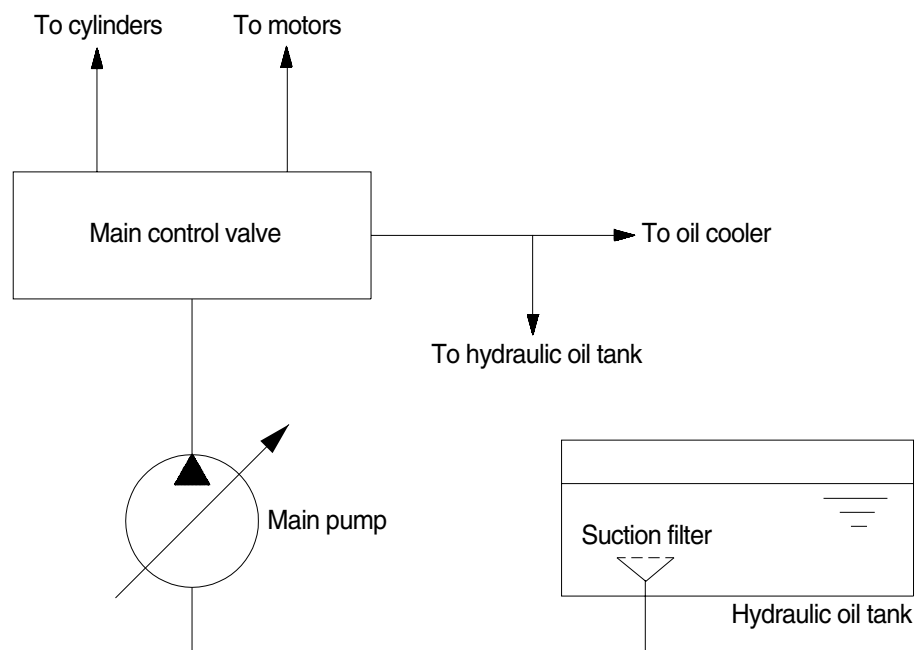 To cylinders
To motors
Main control valve
To oil cooler
To hydraulic oil tank
Main pump
Suction filter
Hydraulic oil tank